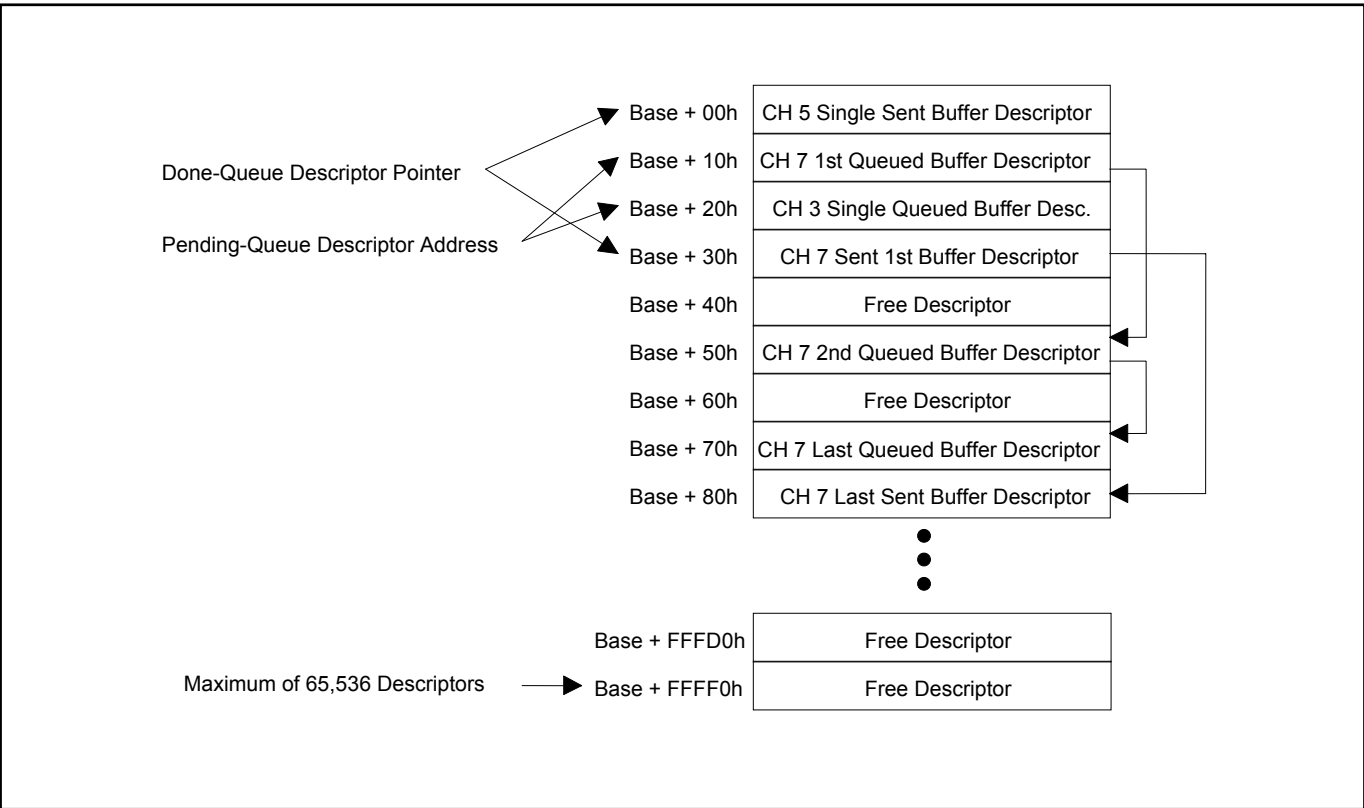 Base + 00h CH 5 Single Sent Buffer Descriptor
Done-Queue Descriptor Pointer Base + 10h CH 7 1st Queued Buffer Descriptor
Base + 20h CH 3 Single Queued Buffer Desc.
Pending-Queue Descriptor Address Base + 30h CH 7 Sent 1st Buffer Descriptor
Base + 40h Free Descriptor
Base + 50h CH 7 2nd Queued Buffer Descriptor
Base + 60h Free Descriptor
Base + 70h CH 7 Last Queued Buffer Descriptor
Base + 80h CH 7 Last Sent Buffer Descriptor
Base + FFFD0h Free Descriptor
Maximum of 65,536 Descriptors Base + FFFF0h Free Descriptor